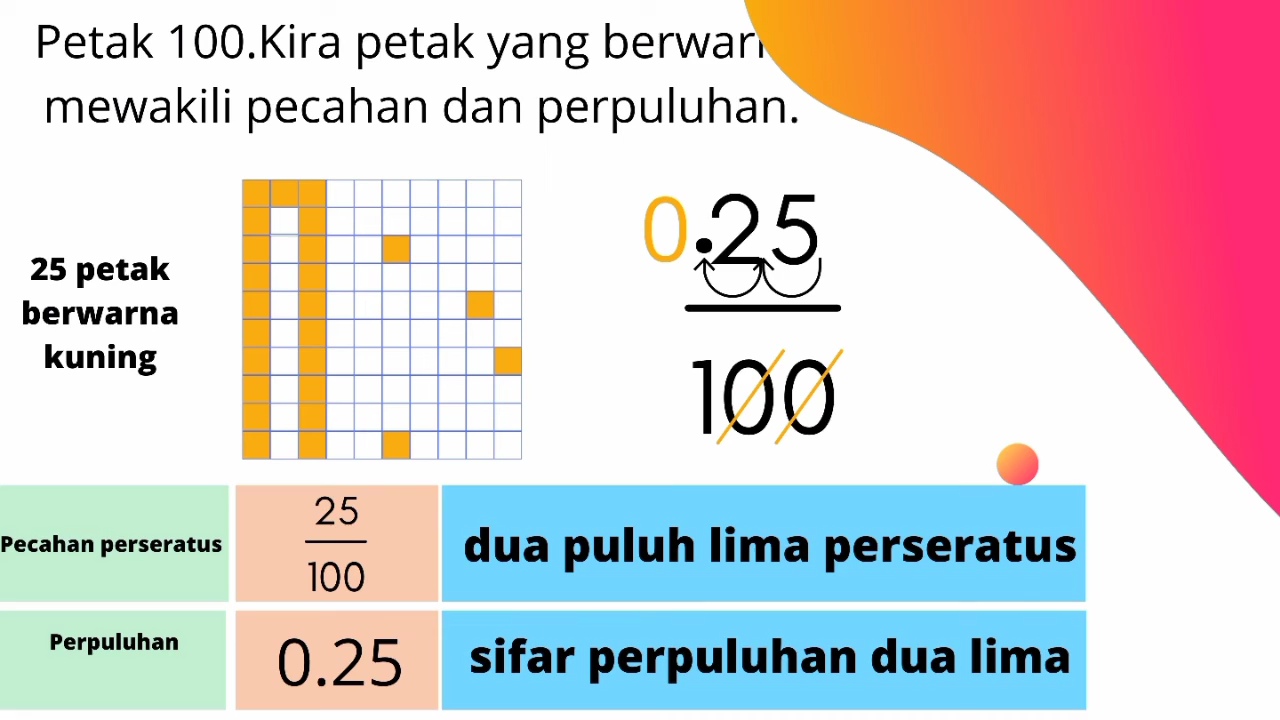 Petak 100.Kira petak yang
mewakili pecahan dan perpuluhan.
25 petak
berwarna
kuning
0.25
100
Pecahan perseratus
25
100
dua puluh lima perseratus
Perpuluhan
0.25
sifar perpuluhan dua lima